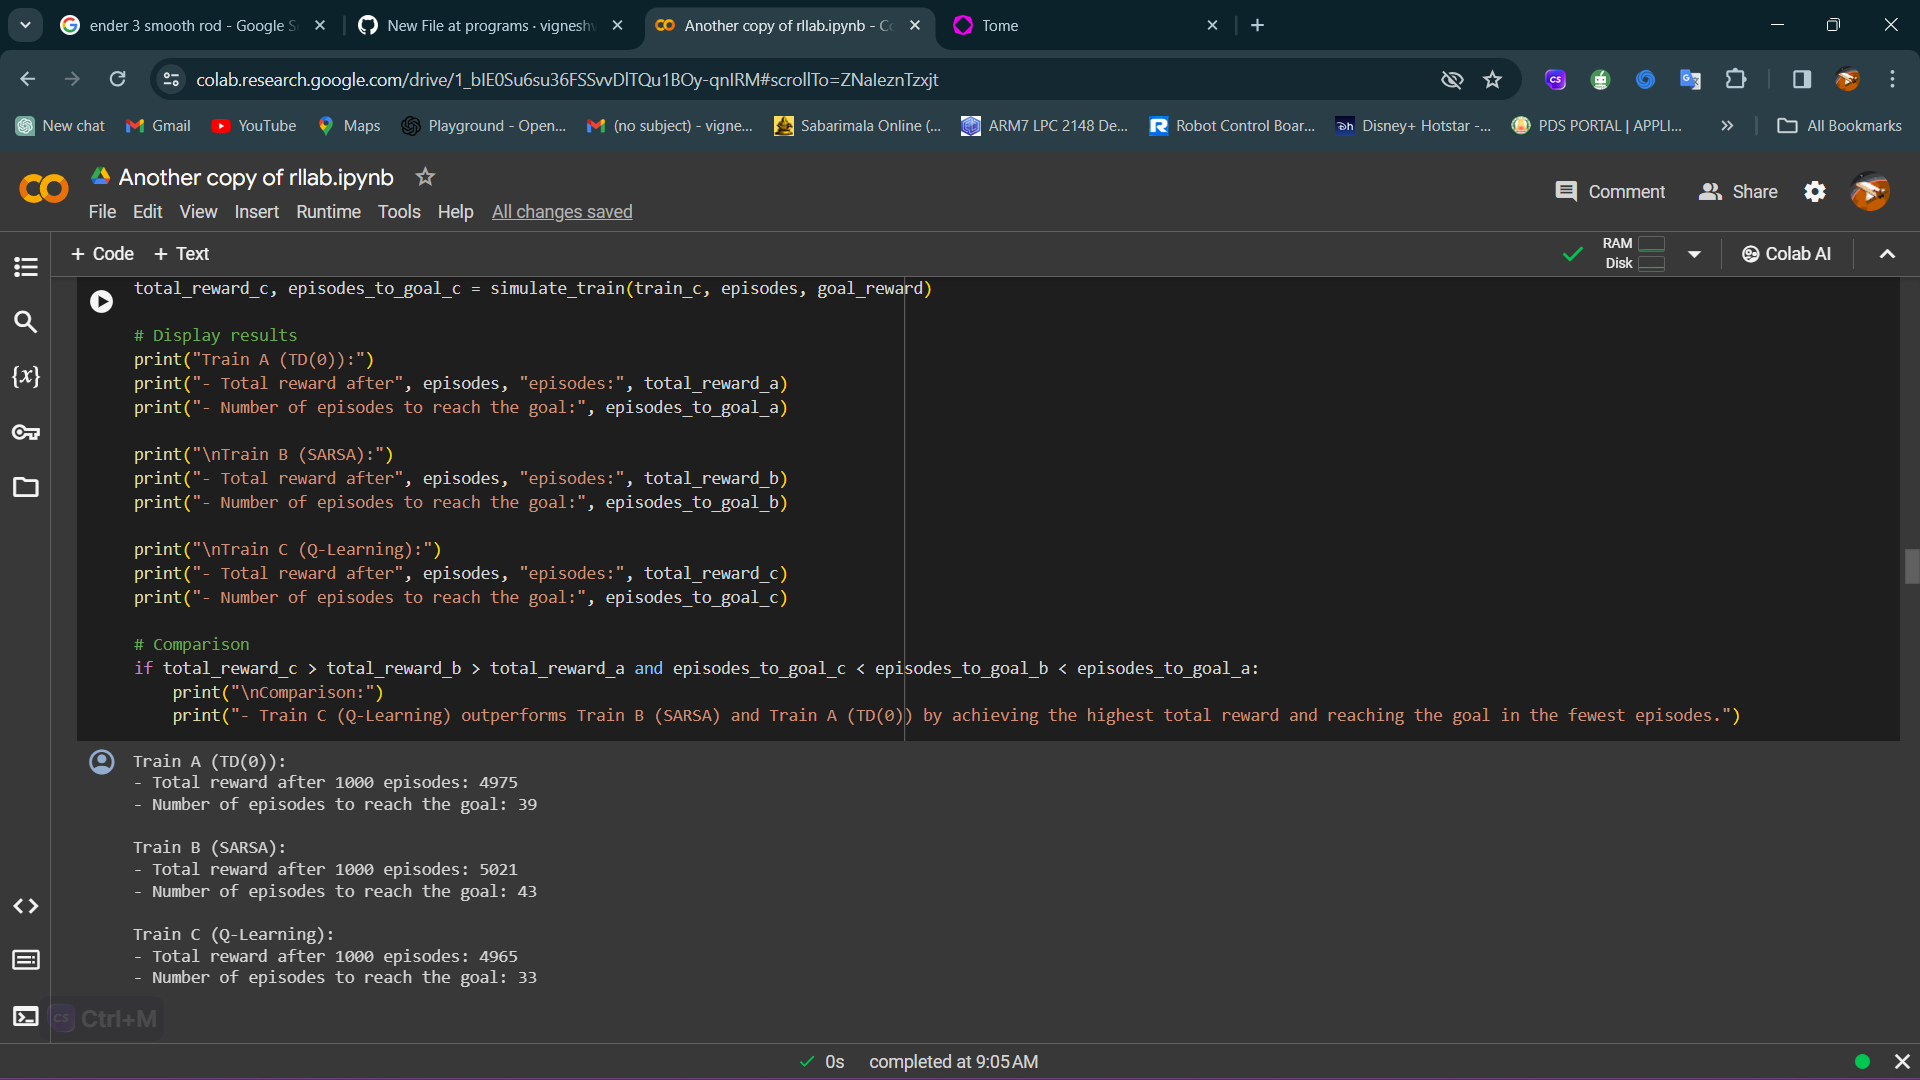 ender 3 smooth rod - Google S
New File at programs · vignesh
Another copy of rllab.ipynb - Co
Tome
colab.research.google.com/drive/1_blE0Su6su36FSSvvDlTQu1BOy-qnIRM#scrollTo=ZNaleznTzxjt
New chat
Gmail
YouTube
Maps
Playground - Open...
(no subject) - vigne...
Sabarimala Online (...
ARM7 LPC 2148 De...
Robot Control Boar...
Disney+ Hotstar -...
PDS PORTAL | APPLI...
All Bookmarks
Another copy of rllab.ipynb
Comment
Share
File Edit View Insert Runtime Tools Help All changes saved
+ Code + Text
RAM
Disk
Colab AI
total_reward_c, episodes_to_goal_c = simulate_train(train_c, episodes, goal_reward)
# Display results
print("Train A (TD(0)):")
print("- Total reward after", episodes, "episodes:", total_reward_a)
print("- Number of episodes to reach the goal:", episodes_to_goal_a)
print("\nTrain B (SARSA):")
print("- Total reward after", episodes, "episodes:", total_reward_b)
print("- Number of episodes to reach the goal:", episodes_to_goal_b)
print("\nTrain C (Q-Learning):")
print("- Total reward after", episodes, "episodes:", total_reward_c)
print("- Number of episodes to reach the goal:", episodes_to_goal_c)
# Comparison
if total_reward_c > total_reward_b > total_reward_a and episodes_to_goal_c < episodes_to_goal_b < episodes_to_goal_a:
    print("\nComparison:")
    print("- Train C (Q-Learning) outperforms Train B (SARSA) and Train A (TD(0)) by achieving the highest total reward and reaching the goal in the fewest episodes.")
Train A (TD(0)):
- Total reward after 1000 episodes: 4975
- Number of episodes to reach the goal: 39
Train B (SARSA):
- Total reward after 1000 episodes: 5021
- Number of episodes to reach the goal: 43
Train C (Q-Learning):
- Total reward after 1000 episodes: 4965
- Number of episodes to reach the goal: 33
CS Ctrl+M
0s completed at 9:05 AM